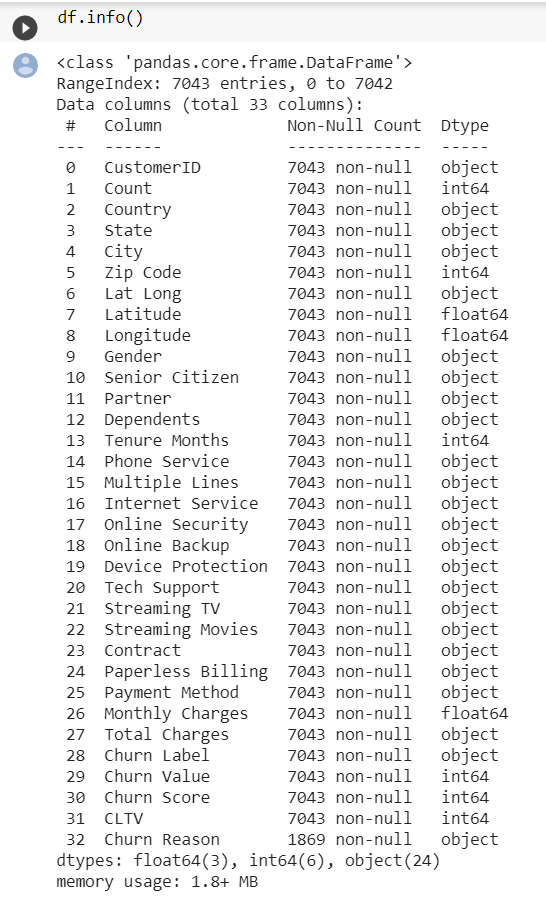 df.info()
<class 'pandas.core.frame.DataFrame'>
RangeIndex: 7043 entries, 0 to 7042
Data columns (total 33 columns):
 #   Column             Non-Null Count  Dtype
---  ------             --------------  -----
 0   CustomerID         7043 non-null   object
 1   Count              7043 non-null   int64
 2   Country            7043 non-null   object
 3   State              7043 non-null   object
 4   City               7043 non-null   object
 5   Zip Code           7043 non-null   int64
 6   Lat Long           7043 non-null   object
 7   Latitude           7043 non-null   float64
 8   Longitude          7043 non-null   float64
 9   Gender             7043 non-null   object
 10  Senior Citizen     7043 non-null   object
 11  Partner            7043 non-null   object
 12  Dependents         7043 non-null   object
 13  Tenure Months      7043 non-null   int64
 14  Phone Service      7043 non-null   object
 15  Multiple Lines     7043 non-null   object
 16  Internet Service   7043 non-null   object
 17  Online Security    7043 non-null   object
 18  Online Backup      7043 non-null   object
 19  Device Protection  7043 non-null   object
 20  Tech Support       7043 non-null   object
 21  Streaming TV       7043 non-null   object
 22  Streaming Movies   7043 non-null   object
 23  Contract           7043 non-null   object
 24  Paperless Billing  7043 non-null   object
 25  Payment Method     7043 non-null   object
 26  Monthly Charges    7043 non-null   float64
 27  Total Charges      7043 non-null   object
 28  Churn Label        7043 non-null   object
 29  Churn Value        7043 non-null   int64
 30  Churn Score        7043 non-null   int64
 31  CLTV               7043 non-null   int64
 32  Churn Reason       1869 non-null   object
dtypes: float64(3), int64(6), object(24)
memory usage: 1.8+ MB